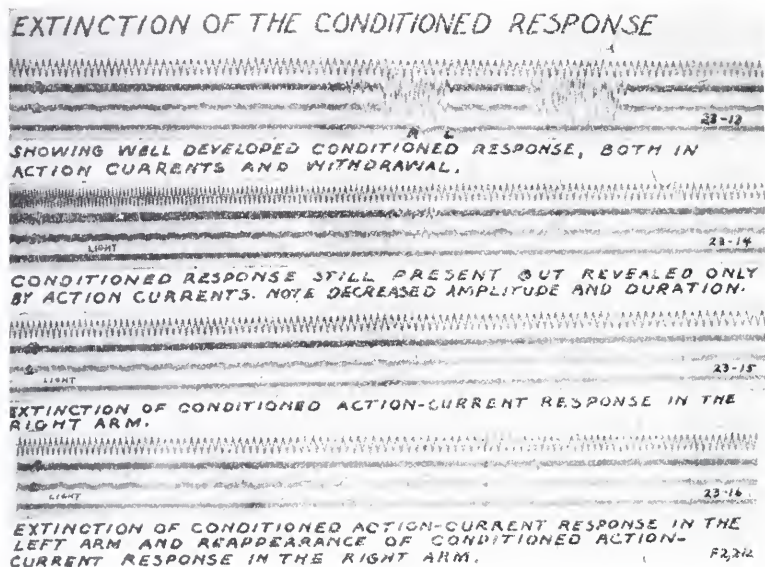 EXTINCTION OF THE CONDITIONED RESPONSE
R L
23-13
SHOWING WELL DEVELOPED CONDITIONED RESPONSE, BOTH IN
ACTION CURRENTS AND WITHDRAWAL.
LIGHT
23-14
CONDITIONED RESPONSE STILL PRESENT BUT REVEALED ONLY
BY ACTION CURRENTS. NOTE DECREASED AMPLITUDE AND DURATION.
LIGHT
23-15
EXTINCTION OF CONDITIONED ACTION-CURRENT RESPONSE IN THE
RIGHT ARM.
LIGHT
23-16
EXTINCTION OF CONDITIONED ACTION-CURRENT RESPONSE IN THE
LEFT ARM AND REAPPEARANCE OF CONDITIONED ACTION-
CURRENT RESPONSE IN THE RIGHT ARM.